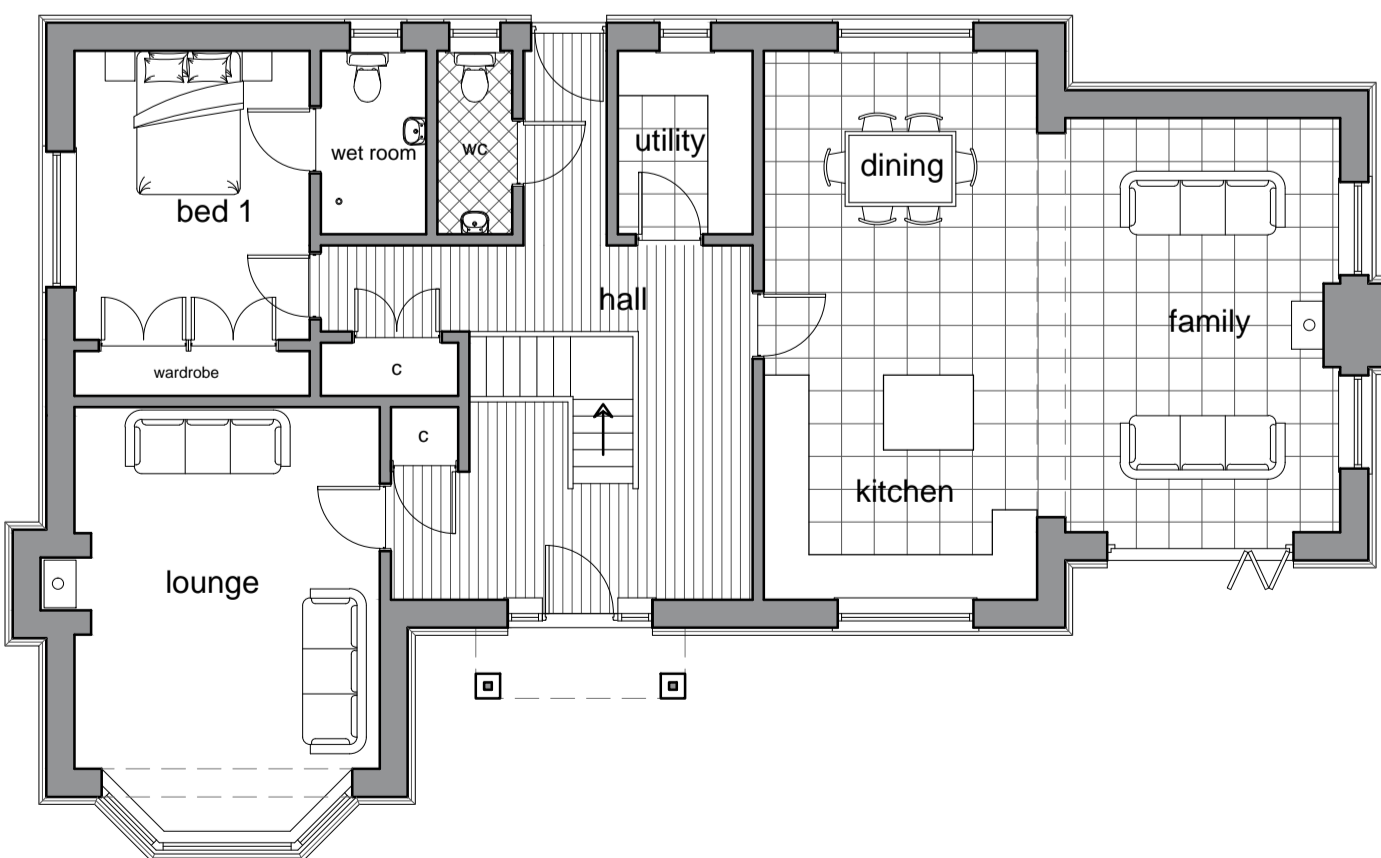 utility
wet room
wc
dining
bed 1
hall
family
wardrobe
c
c
kitchen
lounge